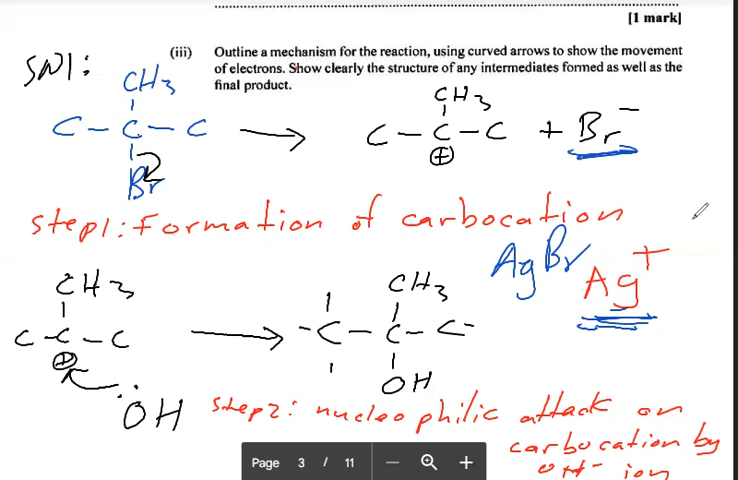 [1 mark]
(iii) Outline a mechanism for the reaction, using curved arrows to show the movement
of electrons. Show clearly the structure of any intermediates formed as well as the
final product.
SN1:
CH3
C - C - C
Br
CH3
C - C - C + Br−
⊕
Step1: Formation of carbocation
AgBr Ag+
CH3
C - C - C
⊕
:OH
CH3
- C - C - C -
OH
Step2: nucleophilic attack on
carbocation by
OH− ion
Page 3 / 11 − +